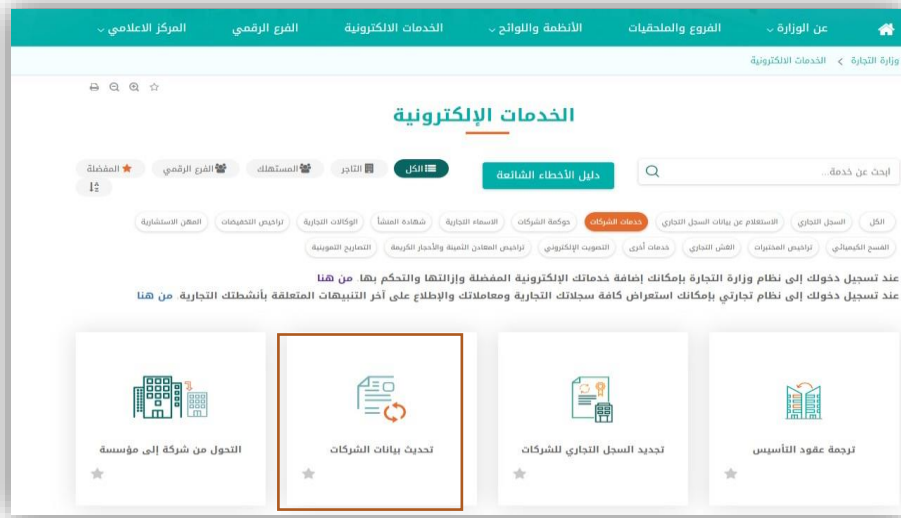 عن الوزارة
الفروع والملحقيات
الأنظمة واللوائح
الخدمات الالكترونية
الفرع الرقمي
المركز الاعلامي
وزارة التجارة > الخدمات الالكترونية
الخدمات الإلكترونية
ابحث عن خدمة...
دليل الأخطاء الشائعة
الكل
التاجر
المستهلك
الفرع الرقمي
المفضلة
الكل
السجل التجاري
الاستعلام عن بيانات السجل التجاري
خدمات الشركات
حوكمة الشركات
الاسماء التجارية
شهادة المنشأ
الوكالات التجارية
تراخيص التخفيضات
المهن الاستشارية
الفسح الكيميائي
تراخيص المختبرات
الغش التجاري
خدمات أخرى
التصويت الإلكتروني
تراخيص المعادن الثمينة والأحجار الكريمة
التصاريح التموينية
عند تسجيل دخولك إلى نظام وزارة التجارة بإمكانك إضافة خدماتك الإلكترونية المفضلة وإزالتها والتحكم بها. من هنا
عند تسجيل دخولك إلى نظام تجارتي بإمكانك استعراض كافة سجلاتك التجارية ومعاملاتك والإطلاع على آخر التنبيهات المتعلقة بأنشطتك التجارية. من هنا
ترجمة عقود التأسيس
تجديد السجل التجاري للشركات
تحديث بيانات الشركات
التحول من شركة إلى مؤسسة